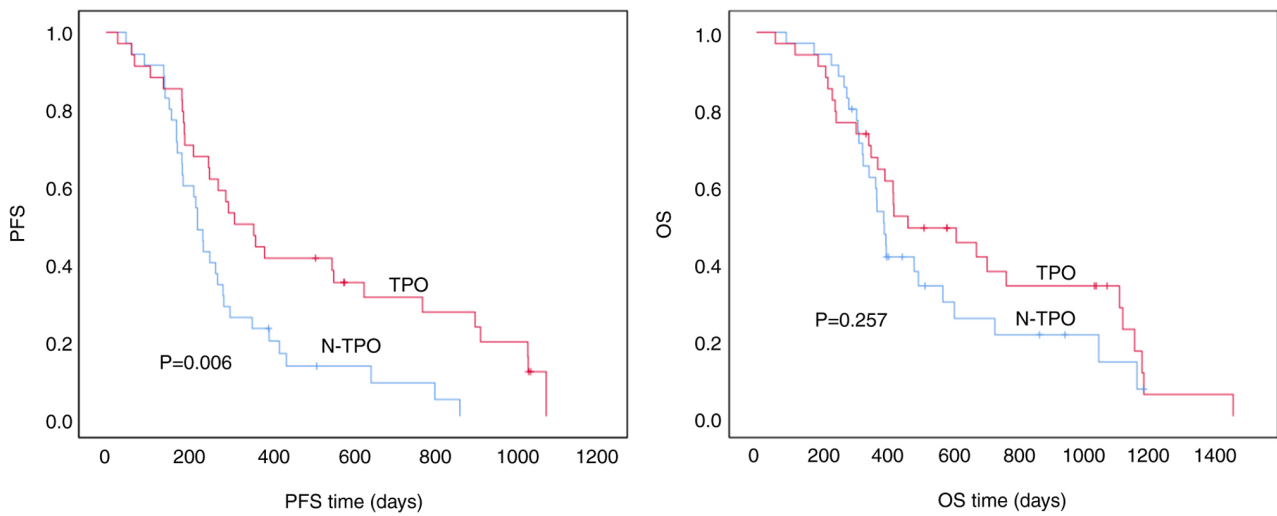 1.0
0.8
0.6
0.4
0.2
0.0
PFS
TPO
N-TPO
P=0.006
0 200 400 600 800 1000 1200
PFS time (days)
1.0
0.8
0.6
0.4
0.2
0.0
OS
TPO
N-TPO
P=0.257
0 200 400 600 800 1000 1200 1400
OS time (days)